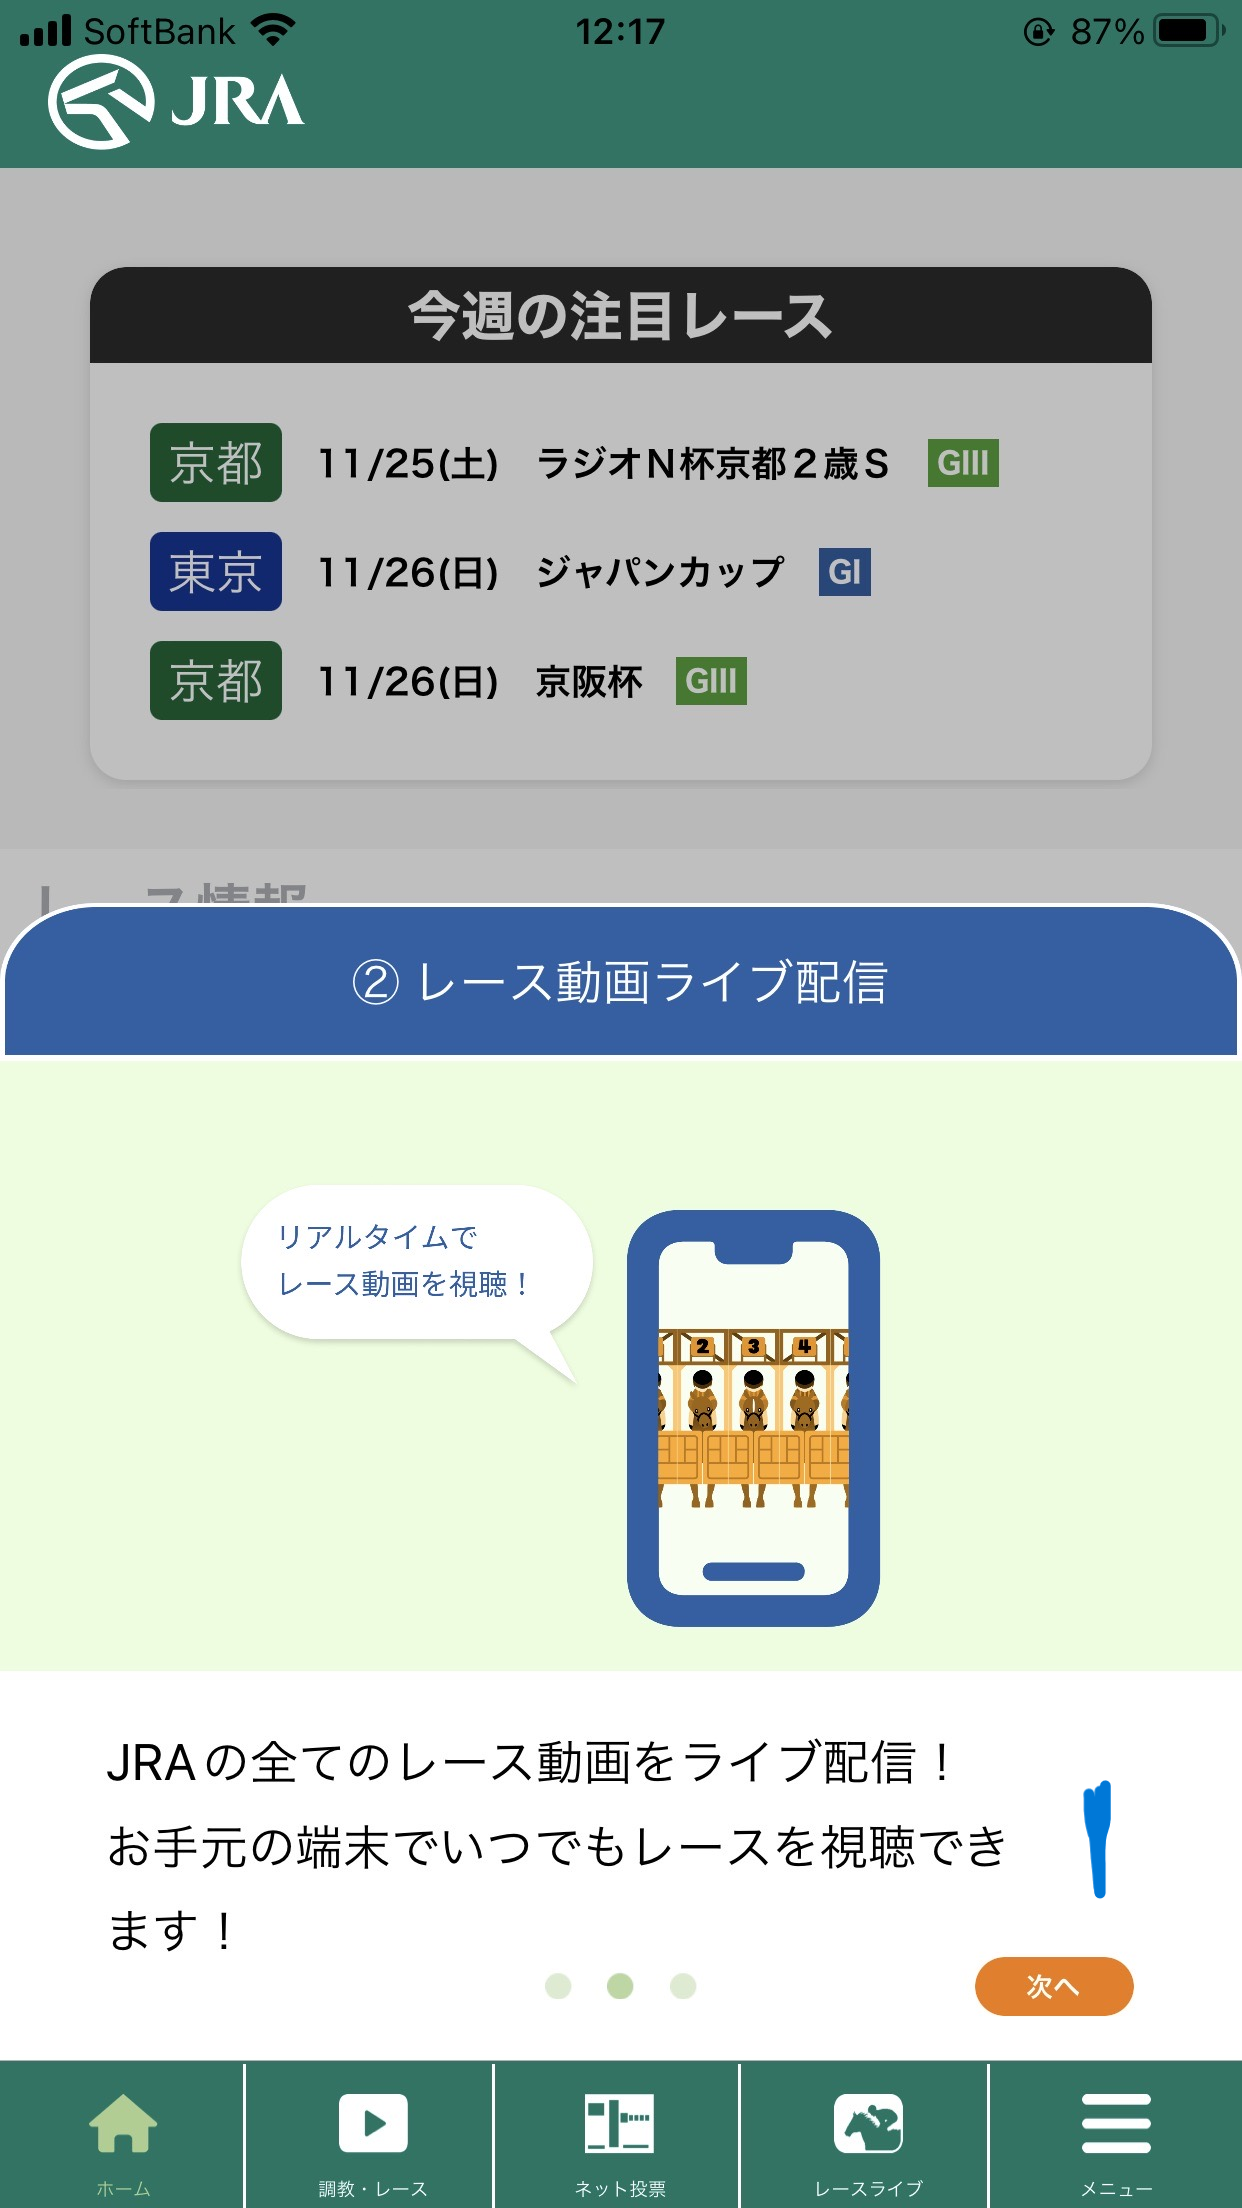 SoftBank 12:17 87%
JRA
今週の注目レース
京都 11/25(土) ラジオN杯京都2歳S GIII
東京 11/26(日) ジャパンカップ GI
京都 11/26(日) 京阪杯 GIII
レース情報
② レース動画ライブ配信
リアルタイムで
レース動画を視聴！
2 3 4
JRAの全てのレース動画をライブ配信！
お手元の端末でいつでもレースを視聴でき
ます！
次へ
ホーム 調教・レース ネット投票 レースライブ メニュー